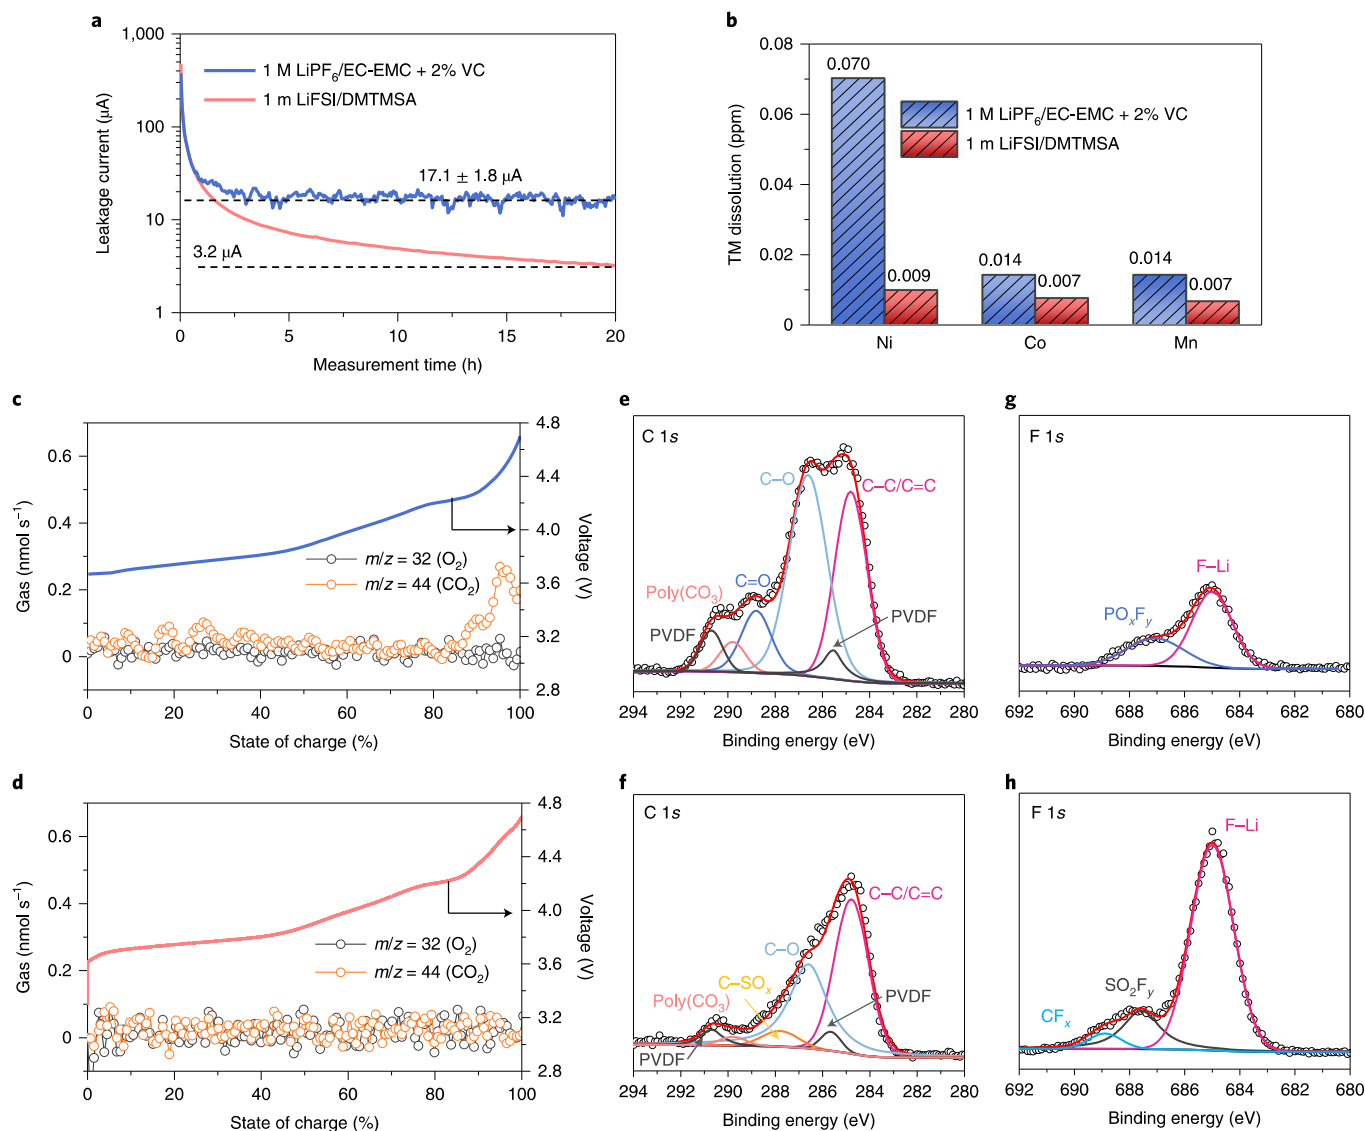 a
1,000
100
10
1
Leakage current (μA)
1 M LiPF6/EC-EMC + 2% VC
1 m LiFSI/DMTMSA
17.1 ± 1.8 μA
3.2 μA
0 5 10 15 20
Measurement time (h)
b
0.08
0.06
0.04
0.02
0
TM dissolution (ppm)
0.070
0.009
0.014
0.007
0.014
0.007
1 M LiPF6/EC-EMC + 2% VC
1 m LiFSI/DMTMSA
Ni Co Mn
c
0.6
0.4
0.2
0
Gas (nmol s⁻¹)
4.8
4.4
4.0
3.6
3.2
2.8
Voltage (V)
m/z = 32 (O2)
m/z = 44 (CO2)
0 20 40 60 80 100
State of charge (%)
e
C 1s
C–O
C–C/C=C
C=O
Poly(CO3)
PVDF
PVDF
294 292 290 288 286 284 282 280
Binding energy (eV)
g
F 1s
F–Li
POxFy
692 690 688 686 684 682 680
Binding energy (eV)
d
0.6
0.4
0.2
0
Gas (nmol s⁻¹)
4.8
4.4
4.0
3.6
3.2
2.8
Voltage (V)
m/z = 32 (O2)
m/z = 44 (CO2)
0 20 40 60 80 100
State of charge (%)
f
C 1s
C–C/C=C
C–O
C–SOx
Poly(CO3)
PVDF
PVDF
294 292 290 288 286 284 282 280
Binding energy (eV)
h
F 1s
F–Li
SO2Fy
CFx
692 690 688 686 684 682 680
Binding energy (eV)